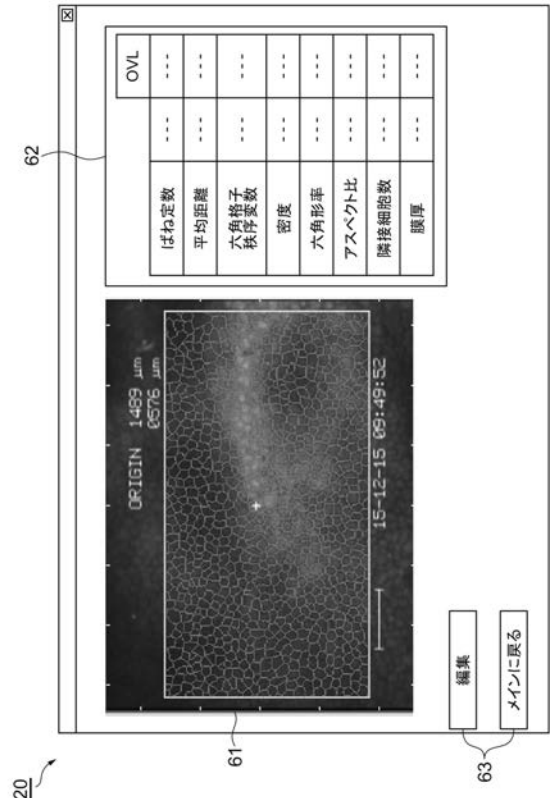 20
61
62
63
ORIGIN 1489 μm
0576 μm
15-12-15 09:49:52
OVL
ばね定数 --- ---
平均距離 --- ---
六角格子
秩序変数 --- ---
密度 --- ---
六角形率 --- ---
アスペクト比 --- ---
隣接細胞数 --- ---
膜厚 --- ---
編集
メインに戻る